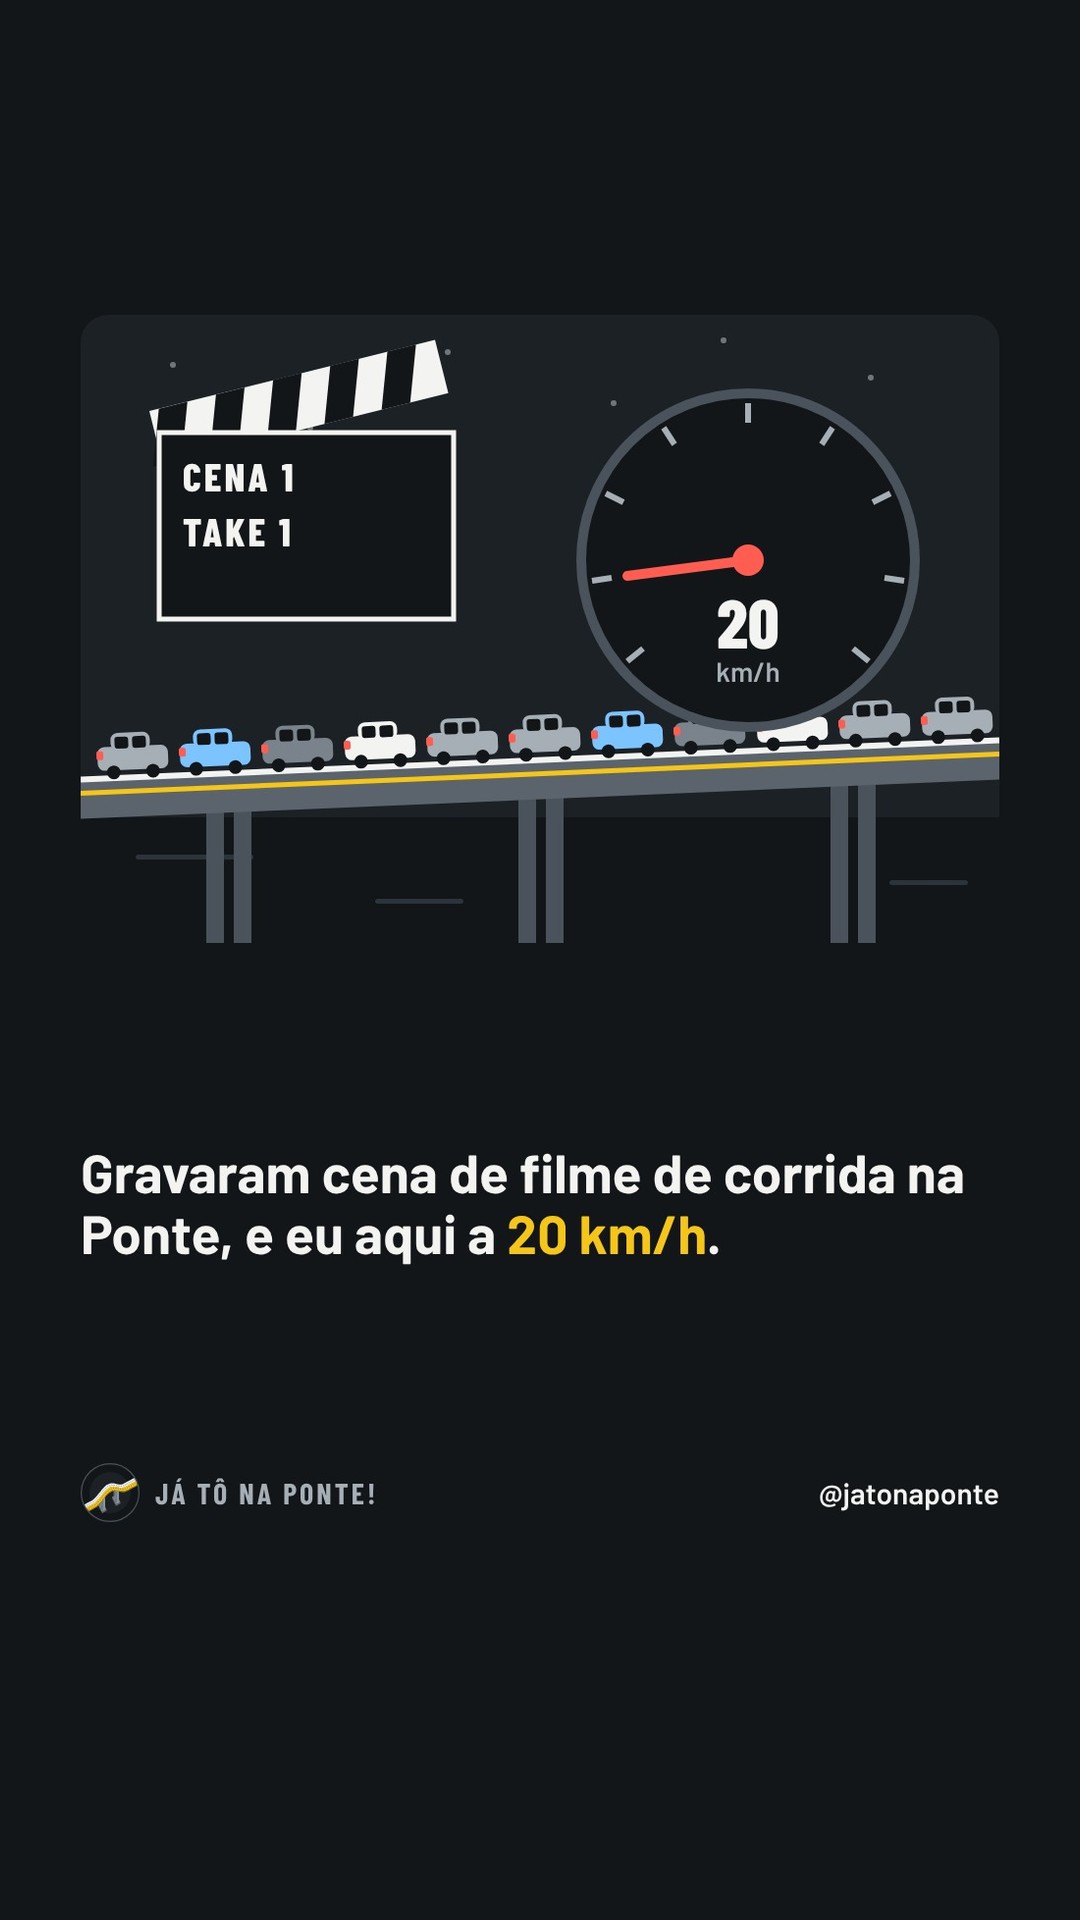 CENA 1
TAKE 1
20
km/h
Gravaram cena de filme de corrida na
Ponte, e eu aqui a 20 km/h.
JÁ TÔ NA PONTE!
@jatonaponte